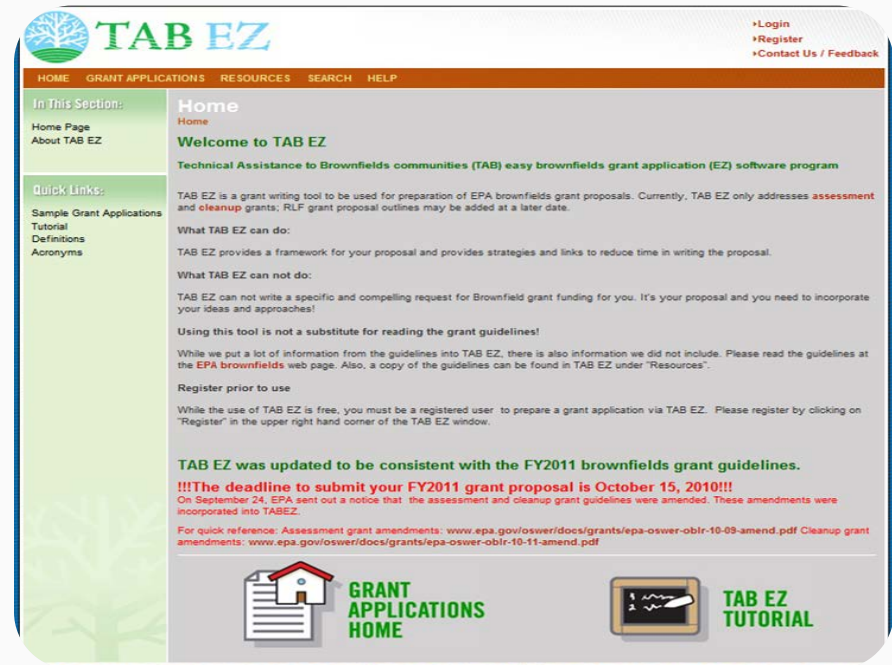 TAB EZ
Login
Register
Contact Us / Feedback
HOME GRANT APPLICATIONS RESOURCES SEARCH HELP
In This Section:
Home Page
About TAB EZ
Quick Links:
Sample Grant Applications
Tutorial
Definitions
Acronyms
Home
Home
Welcome to TAB EZ
Technical Assistance to Brownfields communities (TAB) easy brownfields grant application (EZ) software program
TAB EZ is a grant writing tool to be used for preparation of EPA brownfields grant proposals. Currently, TAB EZ only addresses assessment
and cleanup grants; RLF grant proposal outlines may be added at a later date.
What TAB EZ can do:
TAB EZ provides a framework for your proposal and provides strategies and links to reduce time in writing the proposal.
What TAB EZ can not do:
TAB EZ can not write a specific and compelling request for Brownfield grant funding for you. It's your proposal and you need to incorporate
your ideas and approaches!
Using this tool is not a substitute for reading the grant guidelines!
While we put a lot of information from the guidelines into TAB EZ, there is also information we did not include. Please read the guidelines at
the EPA brownfields web page. Also, a copy of the guidelines can be found in TAB EZ under "Resources".
Register prior to use
While the use of TAB EZ is free, you must be a registered user to prepare a grant application via TAB EZ. Please register by clicking on
"Register" in the upper right hand corner of the TAB EZ window.
TAB EZ was updated to be consistent with the FY2011 brownfields grant guidelines.
!!!The deadline to submit your FY2011 grant proposal is October 15, 2010!!!
On September 24, EPA sent out a notice that the assessment and cleanup grant guidelines were amended. These amendments were
incorporated into TABEZ.
For quick reference: Assessment grant amendments: www.epa.gov/oswer/docs/grants/epa-oswer-oblr-10-09-amend.pdf Cleanup grant
amendments: www.epa.gov/oswer/docs/grants/epa-oswer-oblr-10-11-amend.pdf
GRANT
APPLICATIONS
HOME
TAB EZ
TUTORIAL